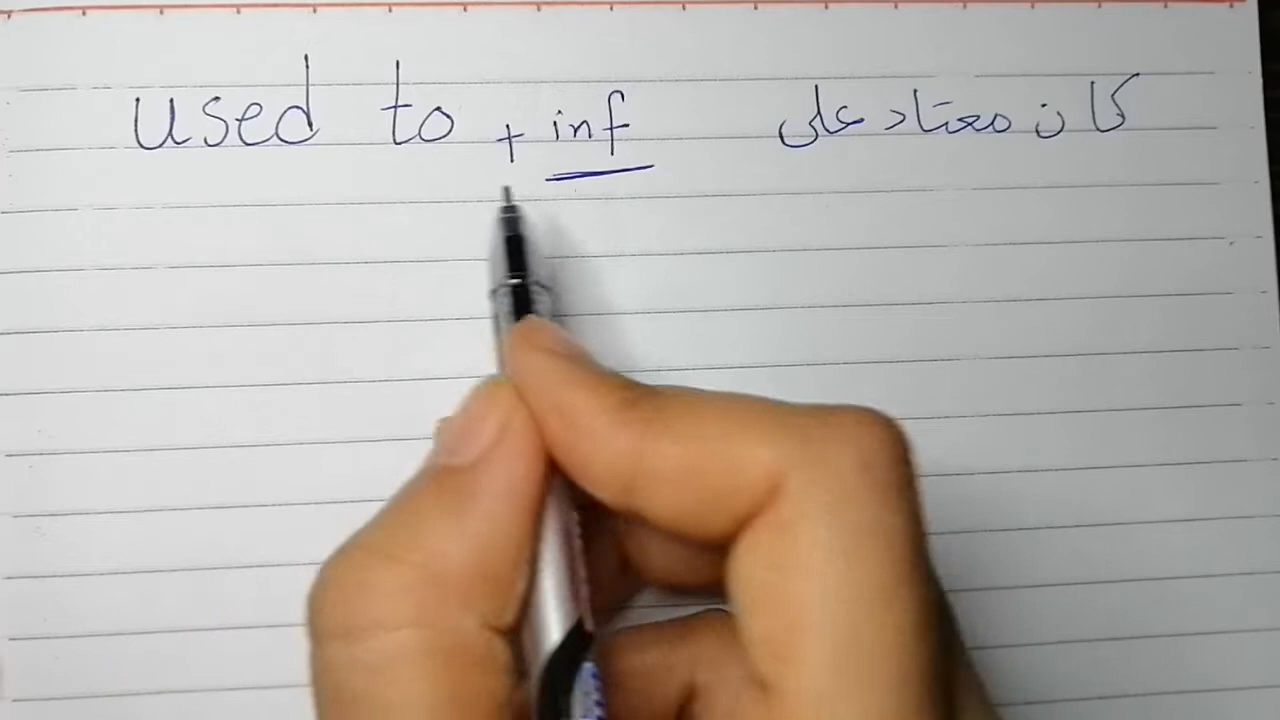 used to + inf كان معتاد على